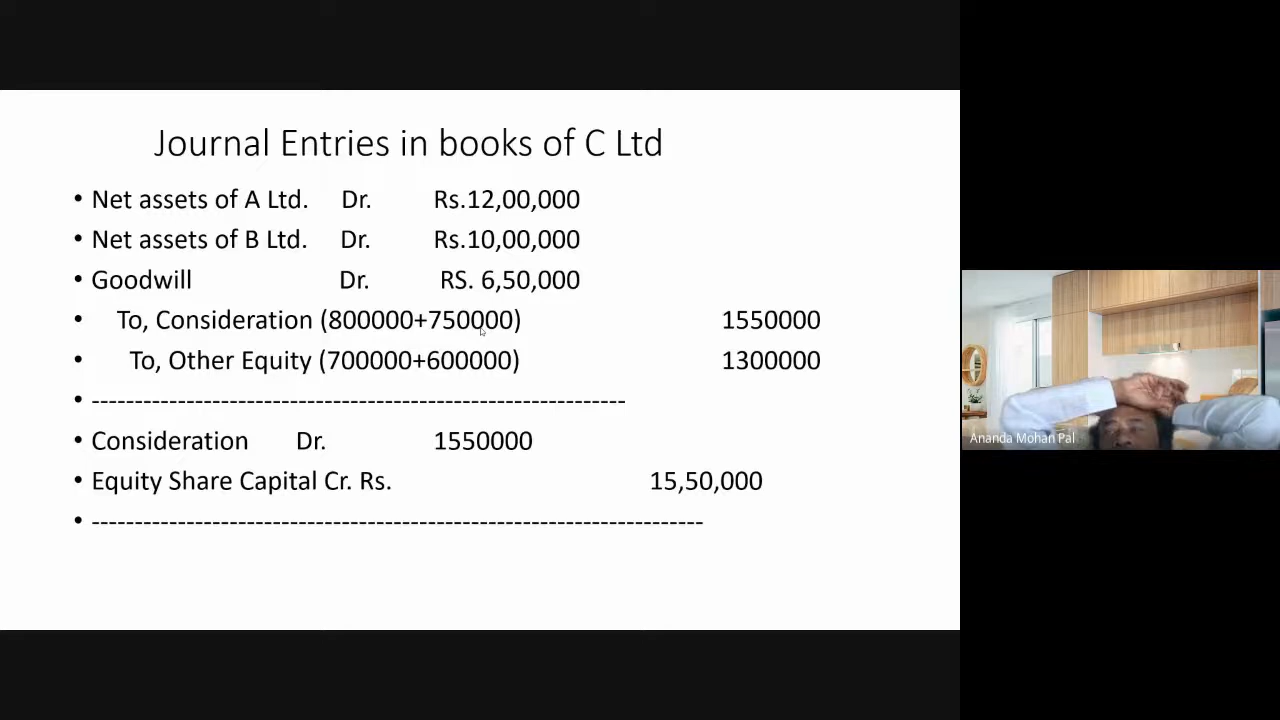 Journal Entries in books of C Ltd
• Net assets of A Ltd. Dr. Rs.12,00,000
• Net assets of B Ltd. Dr. Rs.10,00,000
• Goodwill Dr. RS. 6,50,000
• To, Consideration (800000+750000) 1550000
• To, Other Equity (700000+600000) 1300000
• ---------------------------------------------------------------
• Consideration Dr. 1550000
• Equity Share Capital Cr. Rs. 15,50,000
• ------------------------------------------------------------------------
Ananda Mohan Pal